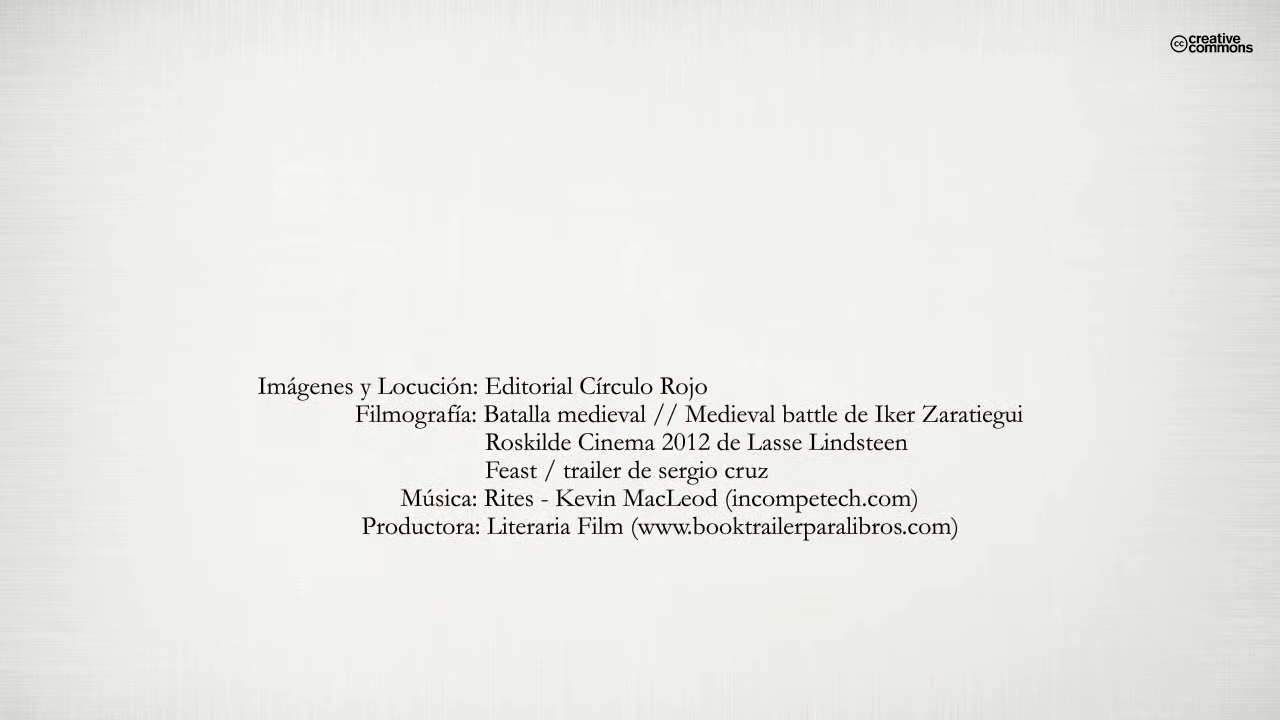 cc creative
commons
Imágenes y Locución: Editorial Círculo Rojo
Filmografía: Batalla medieval // Medieval battle de Iker Zaratiegui
Roskilde Cinema 2012 de Lasse Lindsteen
Feast / trailer de sergio cruz
Música: Rites - Kevin MacLeod (incompetech.com)
Productora: Literaria Film (www.booktrailerparalibros.com)